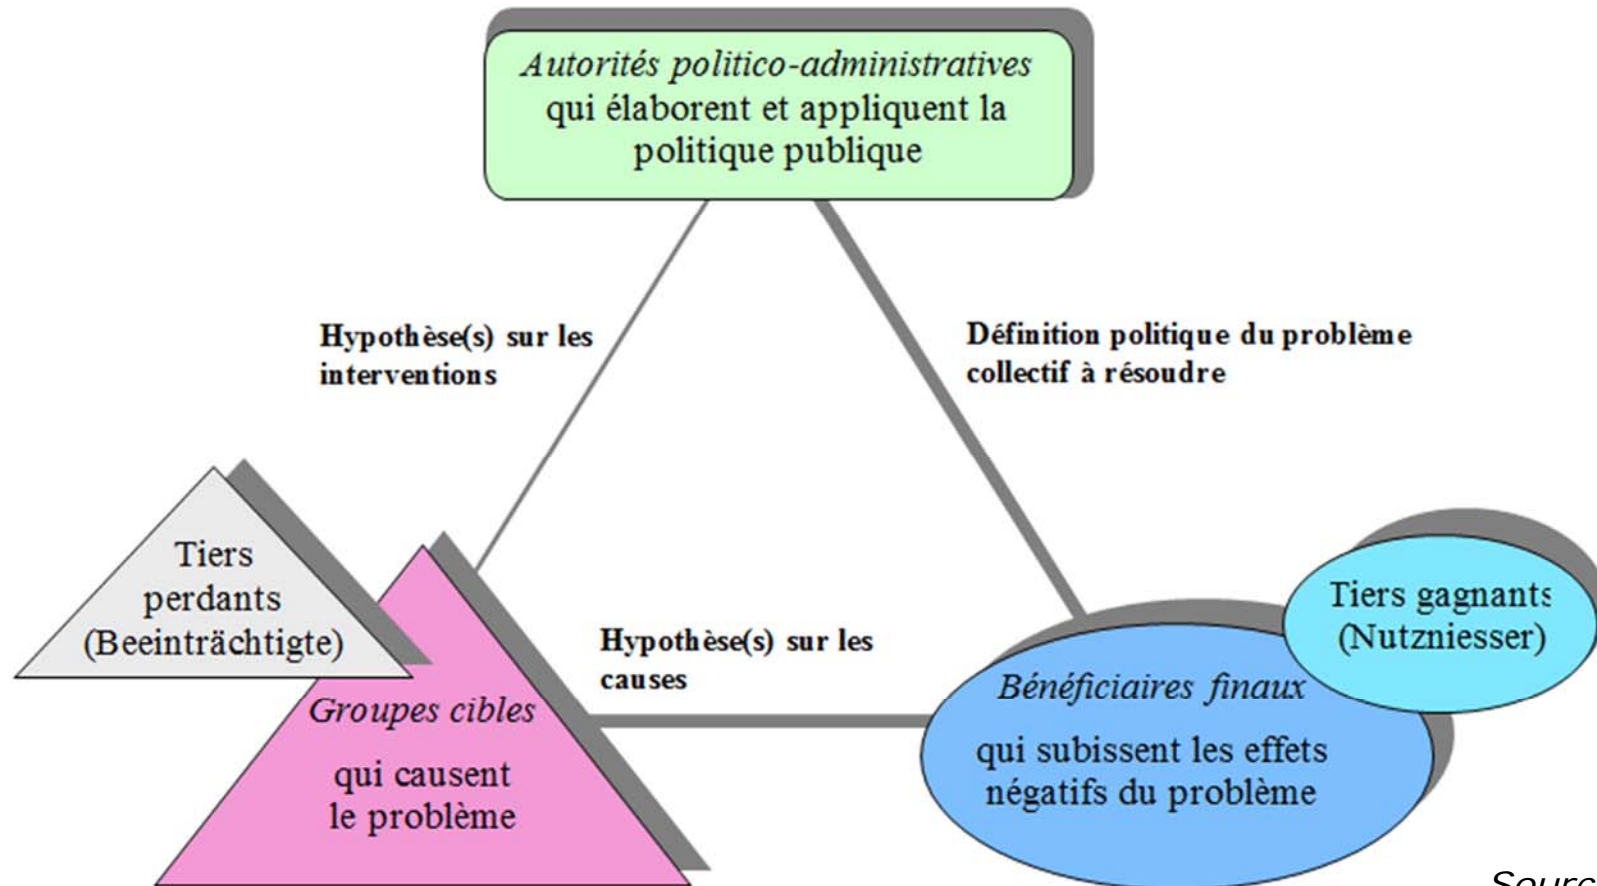 Autorités politico-administratives
qui élaborent et appliquent la
politique publique
Hypothèse(s) sur les
interventions
Définition politique du problème
collectif à résoudre
Tiers
perdants
(Beeinträchtigte)
Tiers gagnants
(Nutzniesser)
Hypothèse(s) sur les
causes
Groupes cibles
qui causent
le problème
Bénéficiaires finaux
qui subissent les effets
négatifs du problème